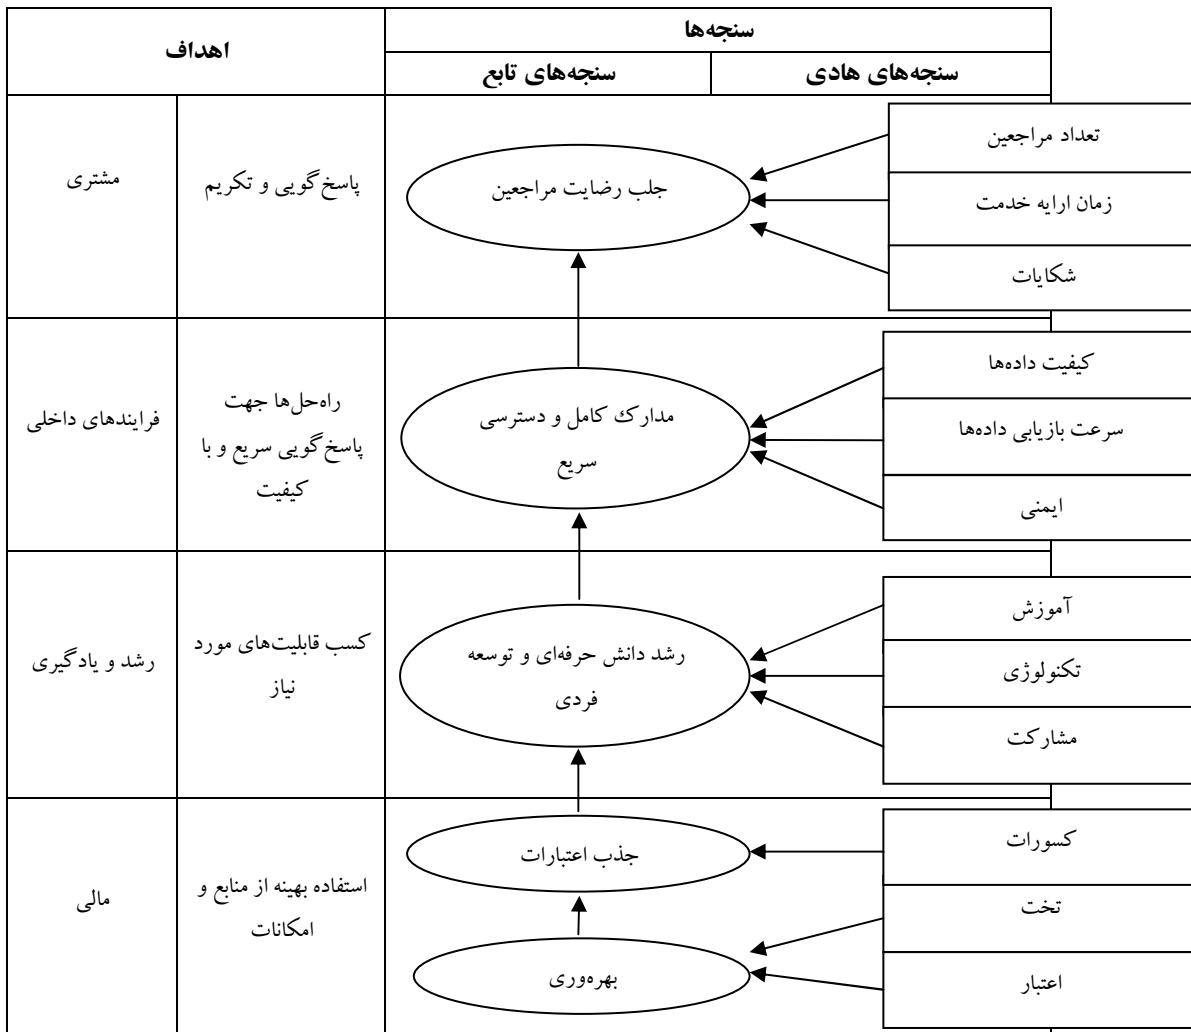 سنجه‌ها
اهداف
سنجه‌های هادی
سنجه‌های تابع
تعداد مراجعین
زمان ارایه خدمت
شکایات
جلب رضایت مراجعین
پاسخ‌گویی و تکریم
مشتری
کیفیت داده‌ها
سرعت بازیابی داده‌ها
ایمنی
مدارک کامل و دسترسی
سریع
راه‌حل‌ها جهت
پاسخ‌گویی سریع و با
کیفیت
فرایندهای داخلی
آموزش
تکنولوژی
مشارکت
رشد دانش حرفه‌ای و توسعه
فردی
کسب قابلیت‌های مورد
نیاز
رشد و یادگیری
کسورات
تخت
اعتبار
جذب اعتبارات
بهره‌وری
استفاده بهینه از منابع و
امکانات
مالی